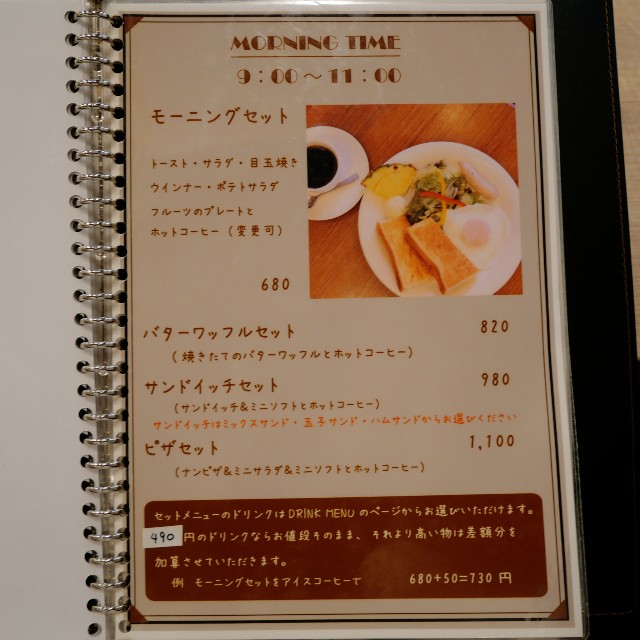 MORNING TIME
9：00～11：00
モーニングセット
トースト・サラダ・目玉焼き
ウインナー・ポテトサラダ
フルーツのプレートと
ホットコーヒー（変更可）
680
バターワッフルセット 820
（焼きたてのバターワッフルとホットコーヒー）
サンドイッチセット 980
（サンドイッチ＆ミニソフトとホットコーヒー）
サンドイッチはミックスサンド・玉子サンド・ハムサンドからお選びください
ピザセット 1,100
（ナンピザ＆ミニサラダ＆ミニソフトとホットコーヒー）
セットメニューのドリンクはDRINK MENUのページからお選びいただけます。
490円のドリンクならお値段そのまま、それより高い物は差額分を
加算させていただきます。
例 モーニングセットをアイスコーヒーで 680+50=730 円